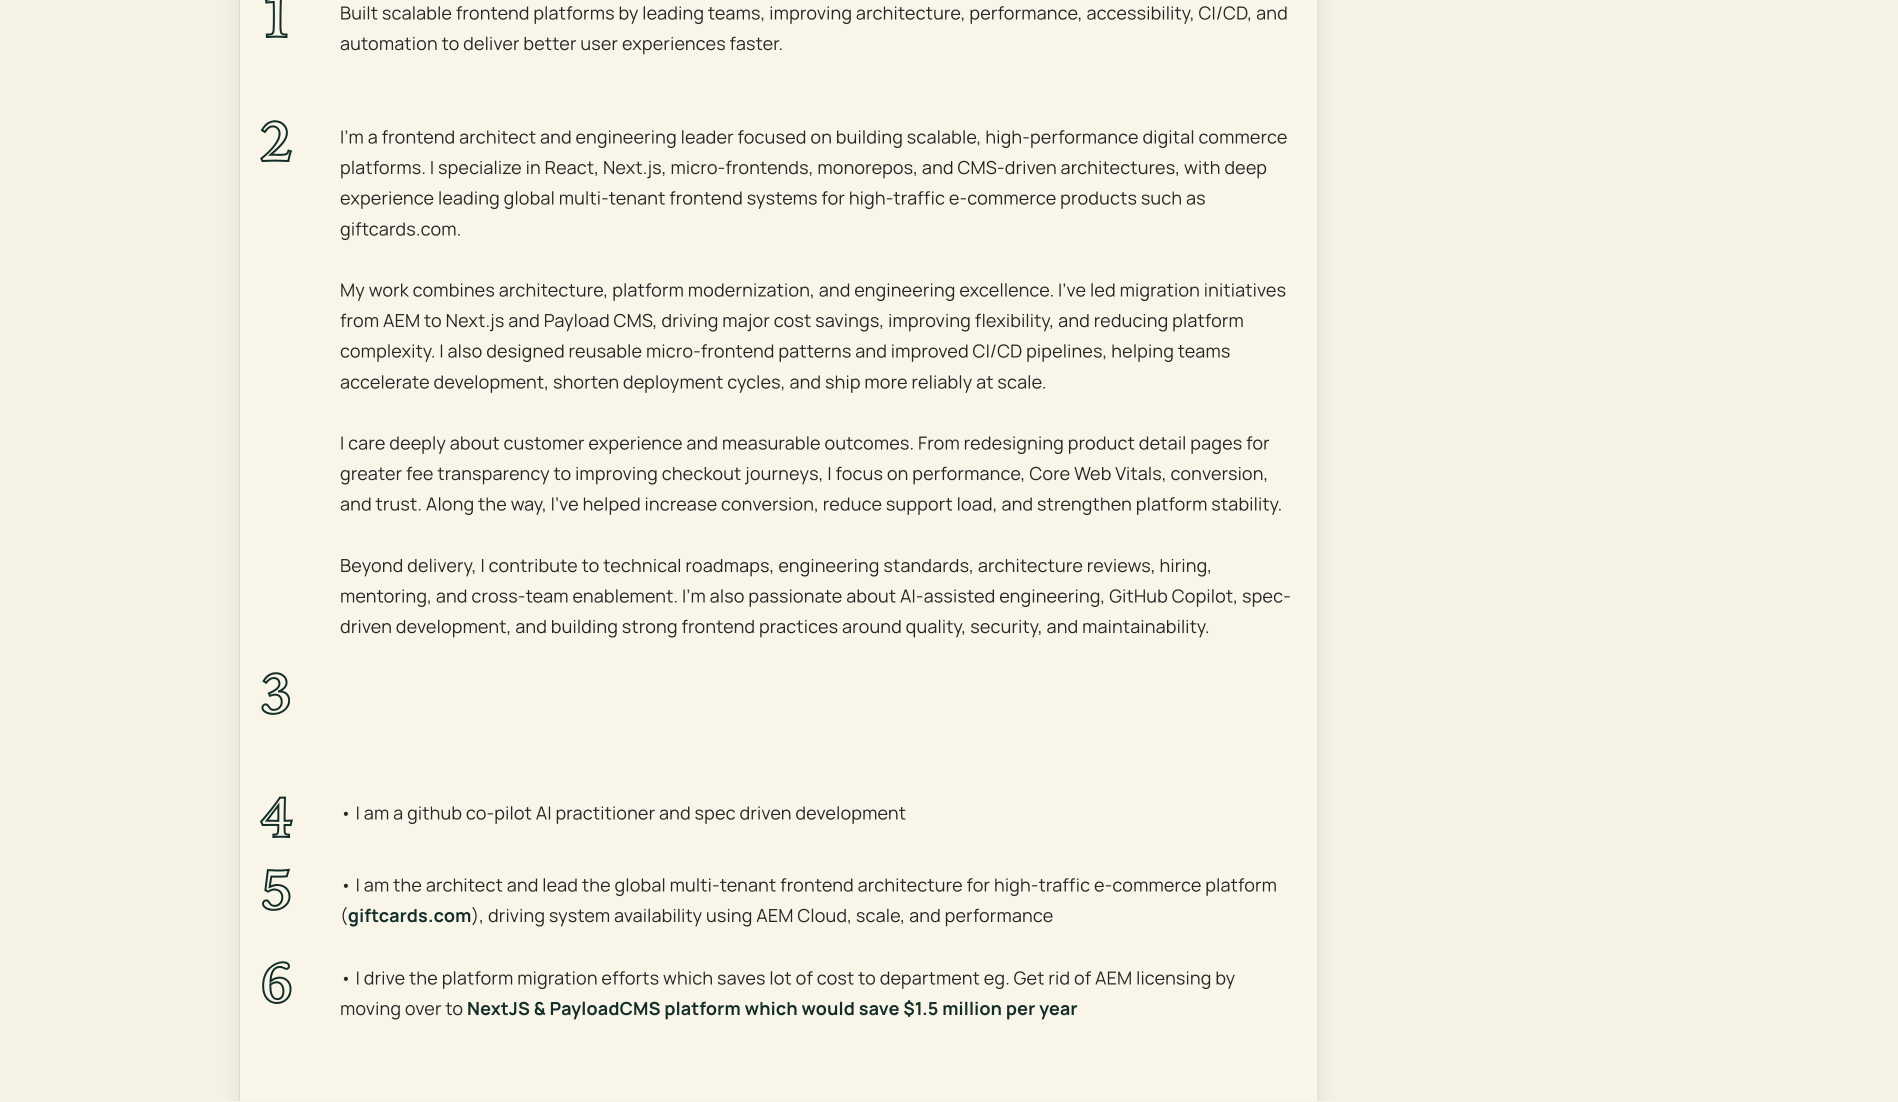 1
Built scalable frontend platforms by leading teams, improving architecture, performance, accessibility, CI/CD, and
automation to deliver better user experiences faster.
2
I'm a frontend architect and engineering leader focused on building scalable, high-performance digital commerce
platforms. I specialize in React, Next.js, micro-frontends, monorepos, and CMS-driven architectures, with deep
experience leading global multi-tenant frontend systems for high-traffic e-commerce products such as
giftcards.com.
My work combines architecture, platform modernization, and engineering excellence. I've led migration initiatives
from AEM to Next.js and Payload CMS, driving major cost savings, improving flexibility, and reducing platform
complexity. I also designed reusable micro-frontend patterns and improved CI/CD pipelines, helping teams
accelerate development, shorten deployment cycles, and ship more reliably at scale.
I care deeply about customer experience and measurable outcomes. From redesigning product detail pages for
greater fee transparency to improving checkout journeys, I focus on performance, Core Web Vitals, conversion,
and trust. Along the way, I've helped increase conversion, reduce support load, and strengthen platform stability.
Beyond delivery, I contribute to technical roadmaps, engineering standards, architecture reviews, hiring,
mentoring, and cross-team enablement. I'm also passionate about AI-assisted engineering, GitHub Copilot, spec-
driven development, and building strong frontend practices around quality, security, and maintainability.
3
4
• I am a github co-pilot AI practitioner and spec driven development
5
• I am the architect and lead the global multi-tenant frontend architecture for high-traffic e-commerce platform
(giftcards.com), driving system availability using AEM Cloud, scale, and performance
6
• I drive the platform migration efforts which saves lot of cost to department eg. Get rid of AEM licensing by
moving over to NextJS & PayloadCMS platform which would save $1.5 million per year